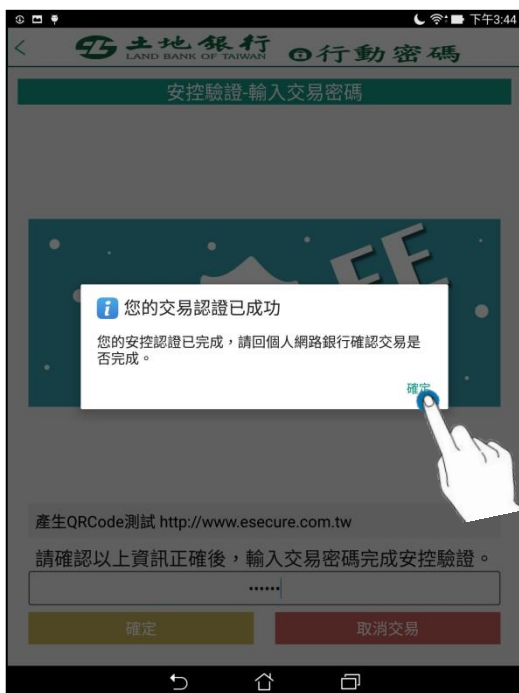 下午3:44
土地銀行
LAND BANK OF TAIWAN
行動密碼
安控驗證-輸入交易密碼
FE
您的交易認證已成功
您的安控認證已完成，請回個人網路銀行確認交易是
否完成。
確定
產生QRCode測試 http://www.esecure.com.tw
請確認以上資訊正確後，輸入交易密碼完成安控驗證。
••••••
確定
取消交易